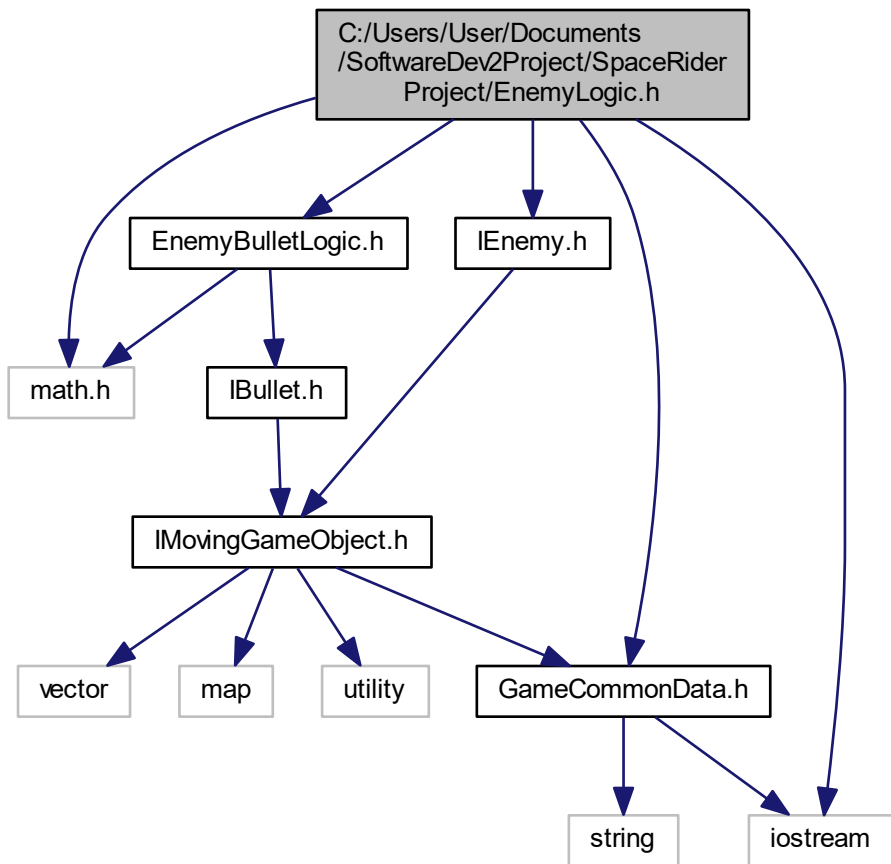 C:/Users/User/Documents
/SoftwareDev2Project/SpaceRider
Project/EnemyLogic.h
EnemyBulletLogic.h
IEnemy.h
math.h
IBullet.h
IMovingGameObject.h
vector
map
utility
GameCommonData.h
string
iostream